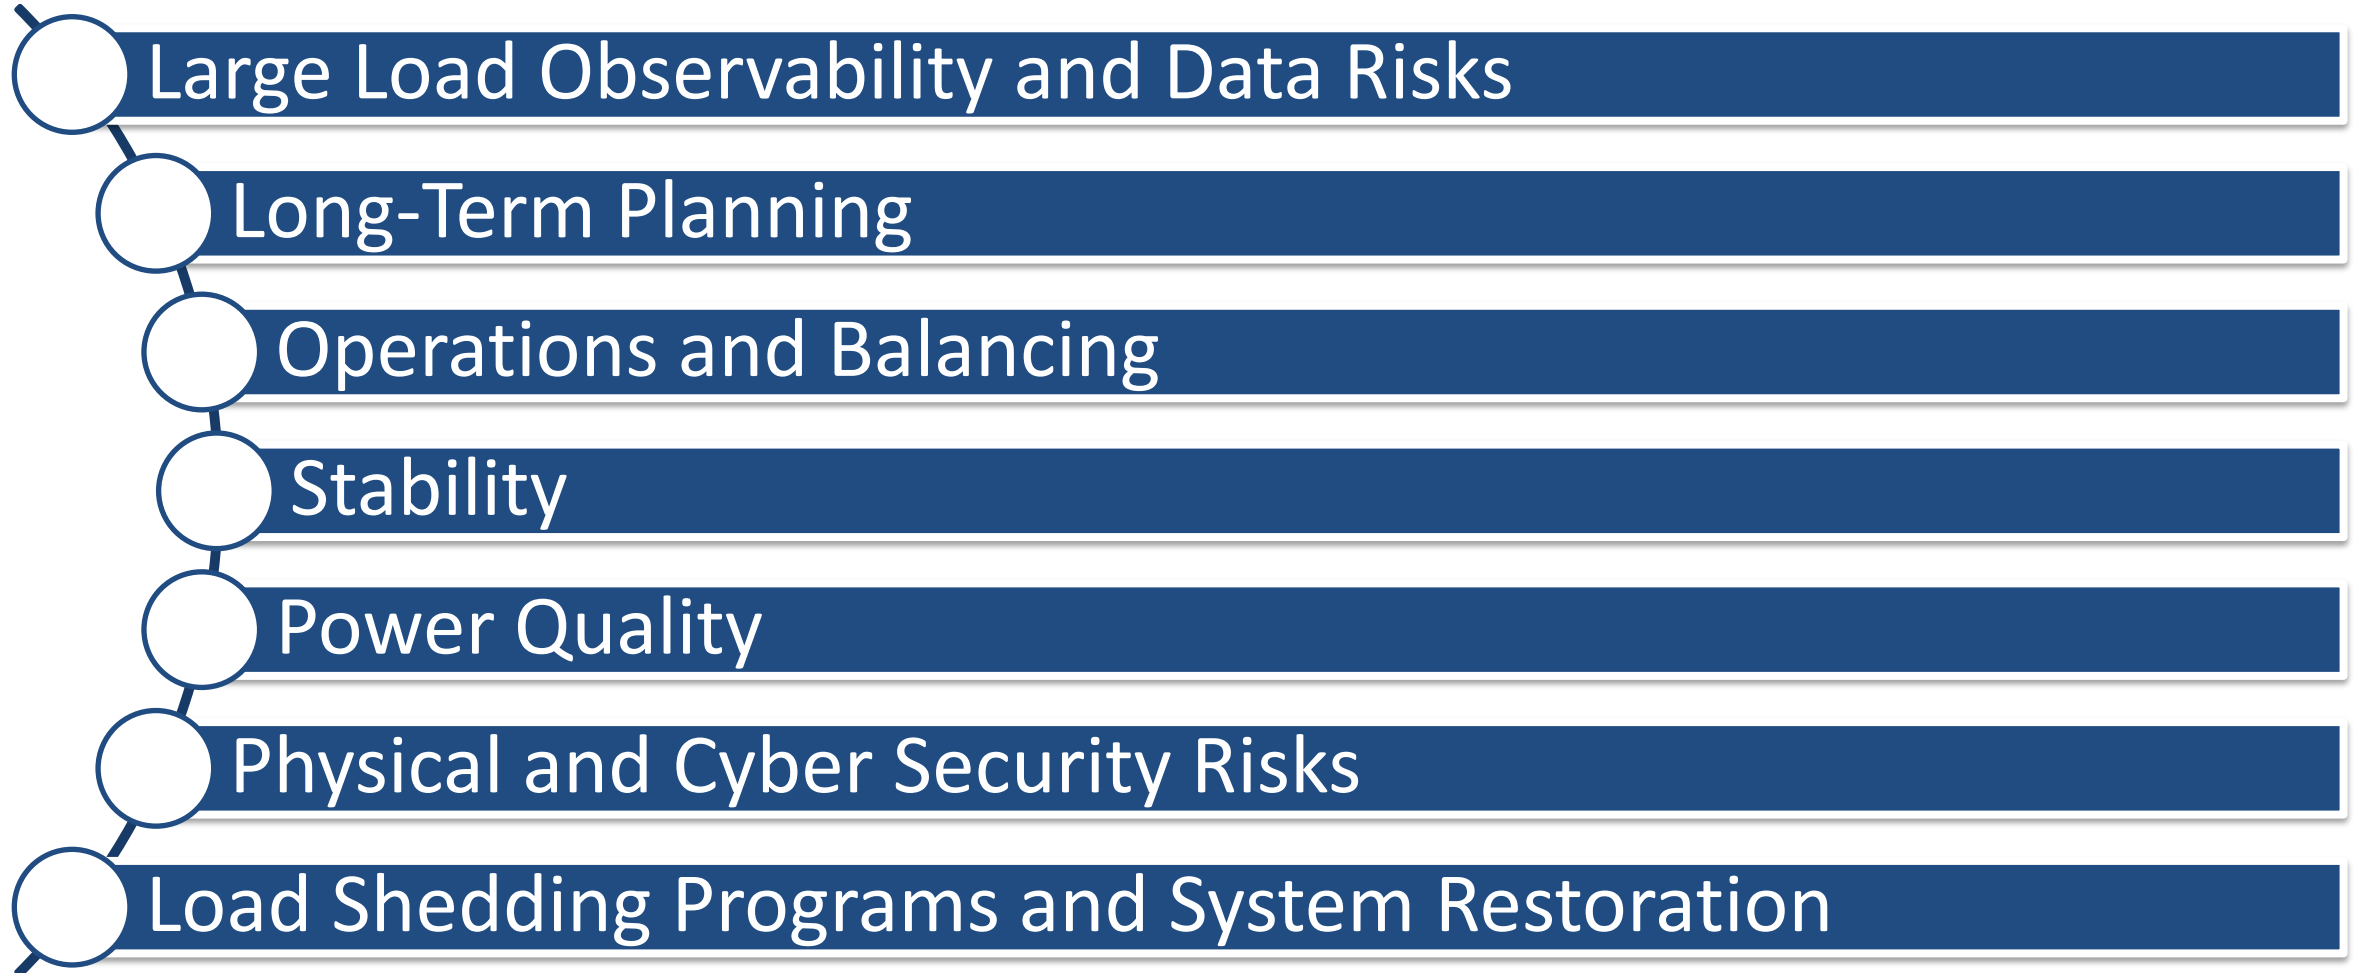 Large Load Observability and Data Risks
Long-Term Planning
Operations and Balancing
Stability
Power Quality
Physical and Cyber Security Risks
Load Shedding Programs and System Restoration